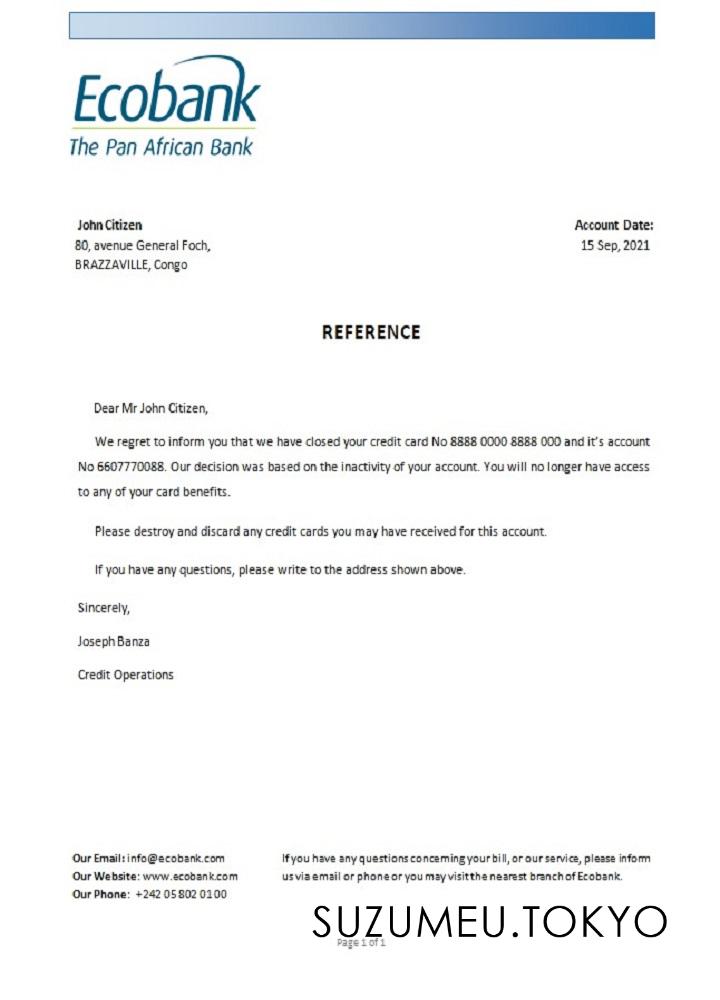 Ecobank
The Pan African Bank
John Citizen
80, avenue General Foch,
BRAZZAVILLE, Congo
Account Date:
15 Sep, 2021
REFERENCE
Dear Mr John Citizen,
We regret to inform you that we have closed your credit card No 8888 0000 8888 000 and it's account
No 6607770088. Our decision was based on the inactivity of your account. You will no longer have access
to any of your card benefits.
Please destroy and discard any credit cards you may have received for this account.
If you have any questions, please write to the address shown above.
Sincerely,
Joseph Banza
Credit Operations
Our Email: info@ecobank.com
Our Website: www.ecobank.com
Our Phone: +242 05 802 0100
If you have any questions concerning your bill, or our service, please inform
us via email or phone or you may visit the nearest branch of Ecobank.
SUZUMEU.TOKYO
Page 1 of 1